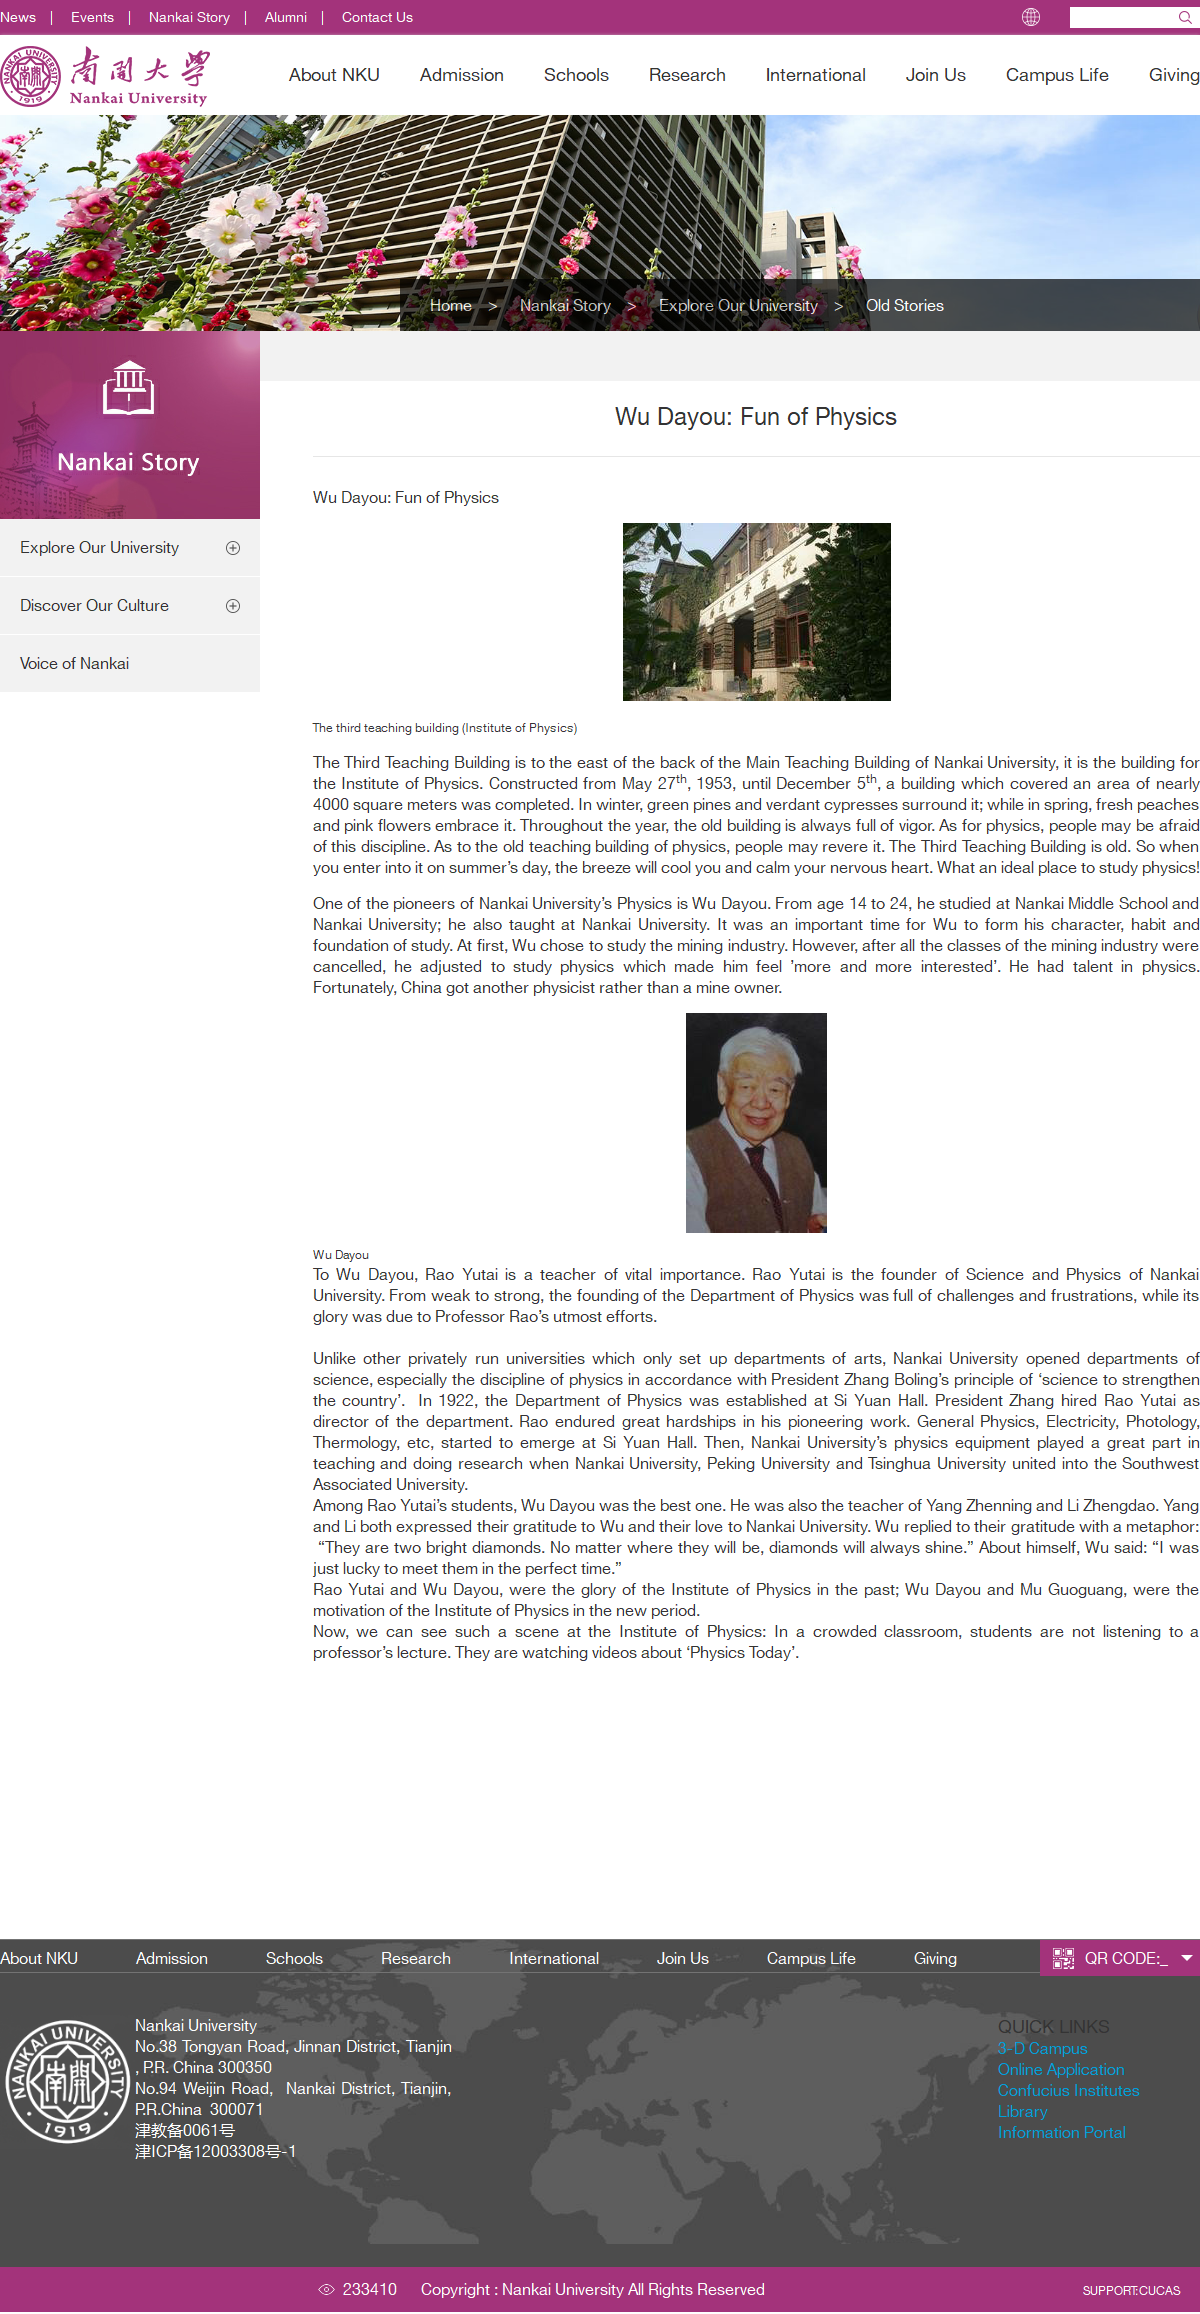 News | Events | Nankai Story | Alumni | Contact Us
NANKAI UNIVERSITY
1919
南開大學
Nankai University
About NKU Admission Schools Research International Join Us Campus Life Giving
Home > Nankai Story > Explore Our University > Old Stories
Nankai Story
Explore Our University
Discover Our Culture
Voice of Nankai
Wu Dayou: Fun of Physics
Wu Dayou: Fun of Physics
The third teaching building (Institute of Physics)
The Third Teaching Building is to the east of the back of the Main Teaching Building of Nankai University, it is the building for
the Institute of Physics. Constructed from May 27th, 1953, until December 5th, a building which covered an area of nearly
4000 square meters was completed. In winter, green pines and verdant cypresses surround it; while in spring, fresh peaches
and pink flowers embrace it. Throughout the year, the old building is always full of vigor. As for physics, people may be afraid
of this discipline. As to the old teaching building of physics, people may revere it. The Third Teaching Building is old. So when
you enter into it on summer’s day, the breeze will cool you and calm your nervous heart. What an ideal place to study physics!
One of the pioneers of Nankai University’s Physics is Wu Dayou. From age 14 to 24, he studied at Nankai Middle School and
Nankai University; he also taught at Nankai University. It was an important time for Wu to form his character, habit and
foundation of study. At first, Wu chose to study the mining industry. However, after all the classes of the mining industry were
cancelled, he adjusted to study physics which made him feel ’more and more interested’. He had talent in physics.
Fortunately, China got another physicist rather than a mine owner.
Wu Dayou
To Wu Dayou, Rao Yutai is a teacher of vital importance. Rao Yutai is the founder of Science and Physics of Nankai
University. From weak to strong, the founding of the Department of Physics was full of challenges and frustrations, while its
glory was due to Professor Rao’s utmost efforts.
Unlike other privately run universities which only set up departments of arts, Nankai University opened departments of
science, especially the discipline of physics in accordance with President Zhang Boling’s principle of ‘science to strengthen
the country’. In 1922, the Department of Physics was established at Si Yuan Hall. President Zhang hired Rao Yutai as
director of the department. Rao endured great hardships in his pioneering work. General Physics, Electricity, Photology,
Thermology, etc, started to emerge at Si Yuan Hall. Then, Nankai University’s physics equipment played a great part in
teaching and doing research when Nankai University, Peking University and Tsinghua University united into the Southwest
Associated University.
Among Rao Yutai’s students, Wu Dayou was the best one. He was also the teacher of Yang Zhenning and Li Zhengdao. Yang
and Li both expressed their gratitude to Wu and their love to Nankai University. Wu replied to their gratitude with a metaphor:
“They are two bright diamonds. No matter where they will be, diamonds will always shine.” About himself, Wu said: “I was
just lucky to meet them in the perfect time.”
Rao Yutai and Wu Dayou, were the glory of the Institute of Physics in the past; Wu Dayou and Mu Guoguang, were the
motivation of the Institute of Physics in the new period.
Now, we can see such a scene at the Institute of Physics: In a crowded classroom, students are not listening to a
professor’s lecture. They are watching videos about ‘Physics Today’.
About NKU Admission Schools Research International Join Us Campus Life Giving QR CODE:_
NANKAI UNIVERSITY
南開
1919
Nankai University
No.38 Tongyan Road, Jinnan District, Tianjin
, P.R. China 300350
No.94 Weijin Road, Nankai District, Tianjin,
P.R.China 300071
津教备0061号
津ICP备12003308号-1
QUICK LINKS
3-D Campus
Online Application
Confucius Institutes
Library
Information Portal
233410 Copyright : Nankai University All Rights Reserved
SUPPORT:CUCAS